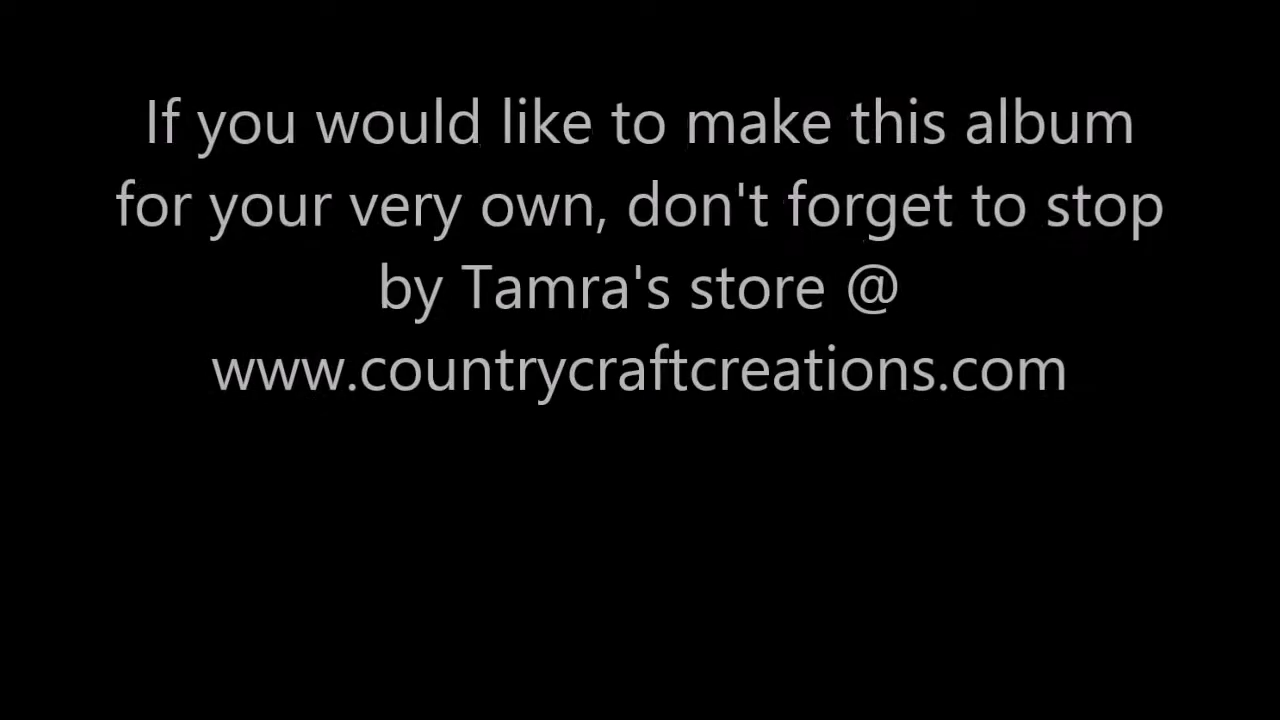 If you would like to make this album
for your very own, don't forget to stop
by Tamra's store @
www.countrycraftcreations.com